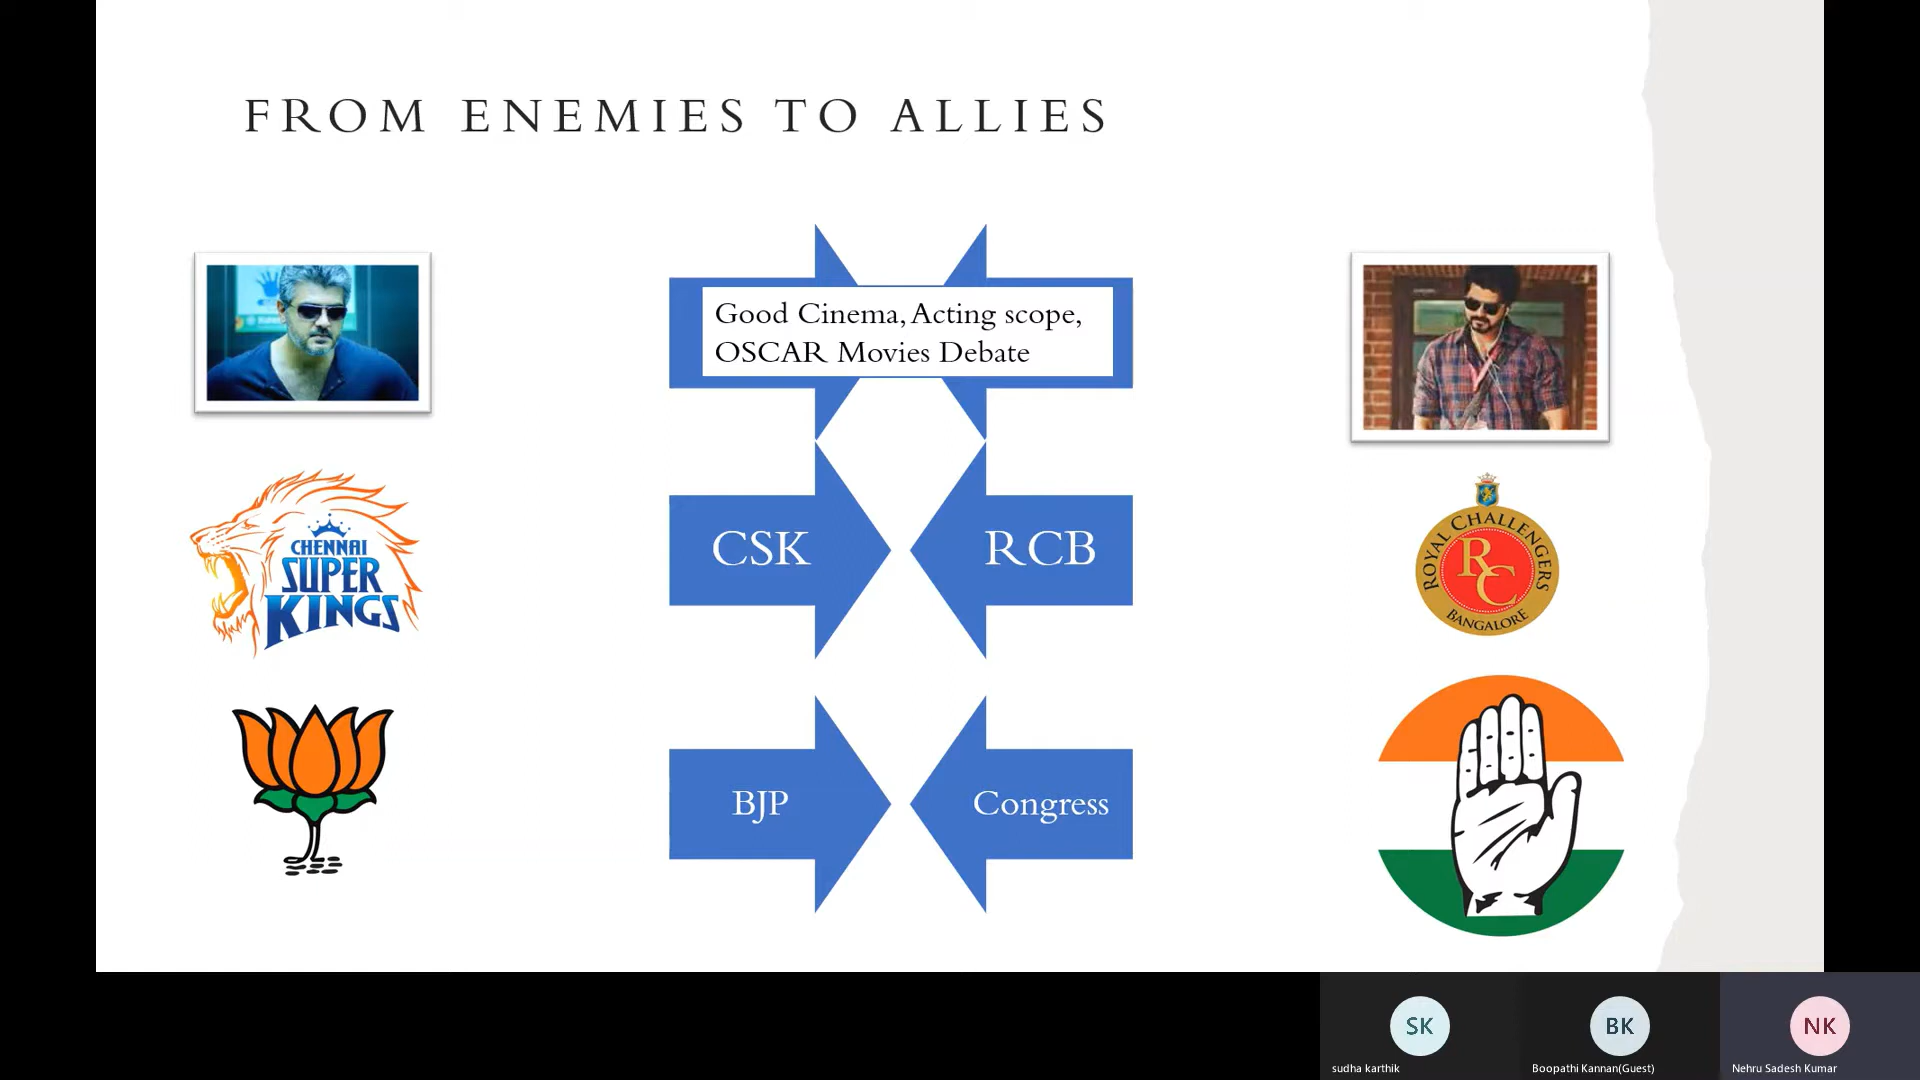 FROM ENEMIES TO ALLIES
Good Cinema, Acting scope,
OSCAR Movies Debate
CHENNAI
SUPER
KINGS
CSK
RCB
ROYAL CHALLENGERS
RC
BANGALORE
BJP
Congress
SK
BK
NK
sudha karthik
Boopathi Kannan(Guest)
Nehru Sadesh Kumar